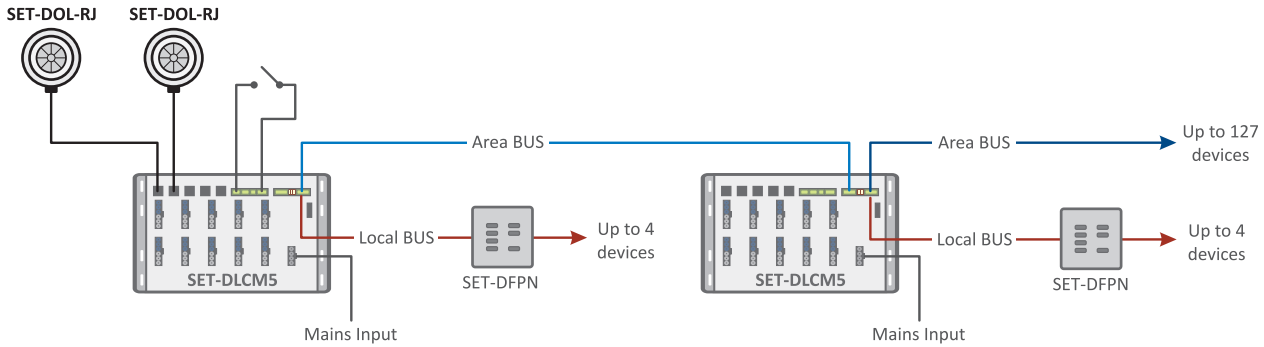 SET-DOL-RJ
SET-DOL-RJ
Area BUS
Area BUS
Up to 127
devices
Local BUS
Up to 4
devices
Local BUS
Up to 4
devices
SET-DLCM5
SET-DFPN
SET-DLCM5
SET-DFPN
Mains Input
Mains Input